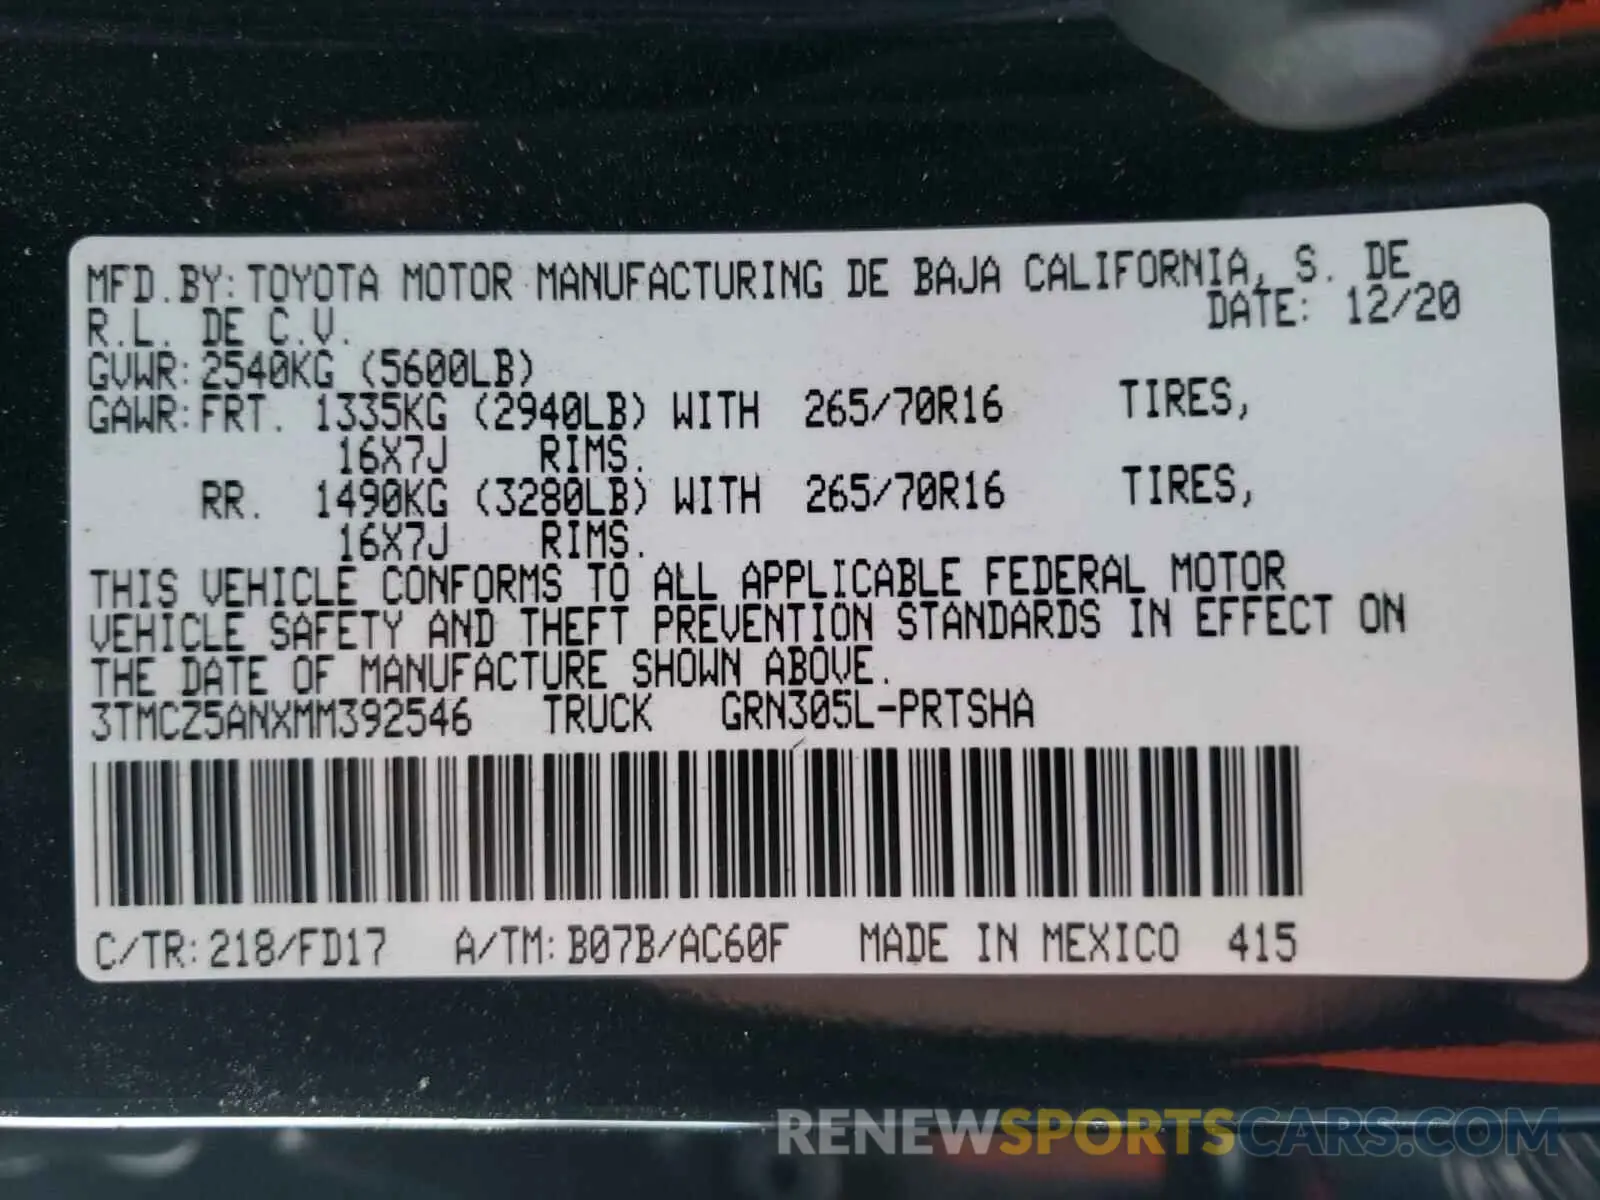 MFD.BY: TOYOTA MOTOR MANUFACTURING DE BAJA CALIFORNIA, S. DE
R.L. DE C.V. DATE: 12/20
GVWR: 2540KG (5600LB)
GAWR: FRT. 1335KG (2940LB) WITH 265/70R16 TIRES,
16X7J RIMS.
RR. 1490KG (3280LB) WITH 265/70R16 TIRES,
16X7J RIMS.
THIS VEHICLE CONFORMS TO ALL APPLICABLE FEDERAL MOTOR
VEHICLE SAFETY AND THEFT PREVENTION STANDARDS IN EFFECT ON
THE DATE OF MANUFACTURE SHOWN ABOVE.
3TMCZ5ANXMM392546 TRUCK GRN305L-PRTSHA
C/TR: 218/FD17 A/TM: B07B/AC60F MADE IN MEXICO 415
RENEWSPORTSCARS.COM